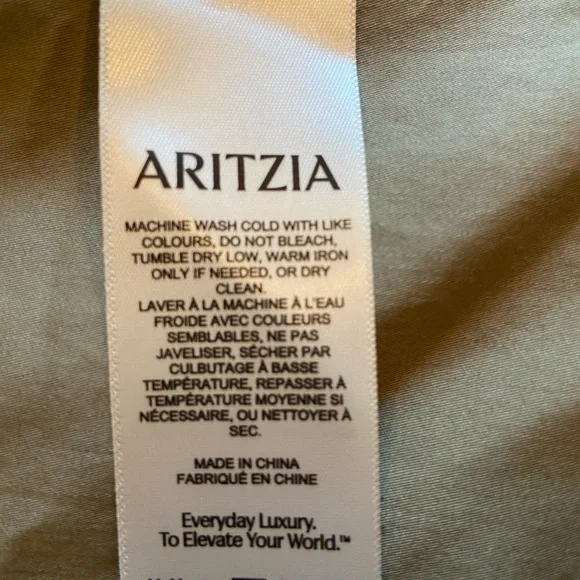 ARITZIA
MACHINE WASH COLD WITH LIKE
COLOURS, DO NOT BLEACH,
TUMBLE DRY LOW, WARM IRON
ONLY IF NEEDED, OR DRY
CLEAN.
LAVER À LA MACHINE À L'EAU
FROIDE AVEC COULEURS
SEMBLABLES, NE PAS
JAVELISER, SÉCHER PAR
CULBUTAGE À BASSE
TEMPÉRATURE, REPASSER À
TEMPÉRATURE MOYENNE SI
NÉCESSAIRE, OU NETTOYER À
SEC.
MADE IN CHINA
FABRIQUÉ EN CHINE
Everyday Luxury.
To Elevate Your World.™